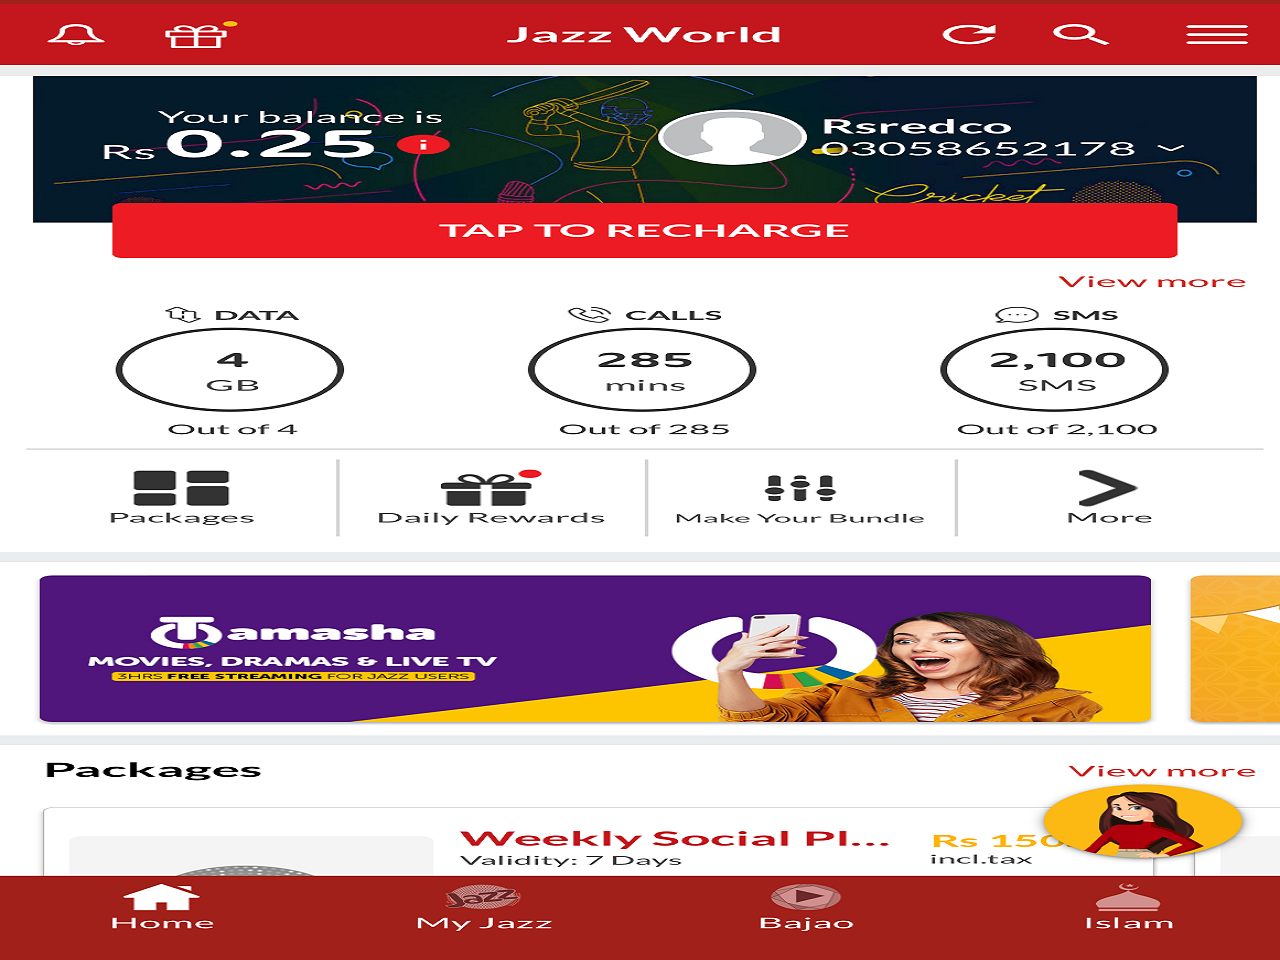 Jazz World
Your balance is
Rs 0.25
i
Rsredco
03058652178
Cricket
TAP TO RECHARGE
View more
DATA
CALLS
SMS
4
GB
285
mins
2,100
SMS
Out of 4
Out of 285
Out of 2,100
Packages
Daily Rewards
Make Your Bundle
More
Tamasha
MOVIES, DRAMAS & LIVE TV
3HRS FREE STREAMING FOR JAZZ USERS
Packages
View more
Weekly Social Pl...
Rs 150
Validity: 7 Days
incl.tax
Jazz
Home
My Jazz
Bajao
Islam